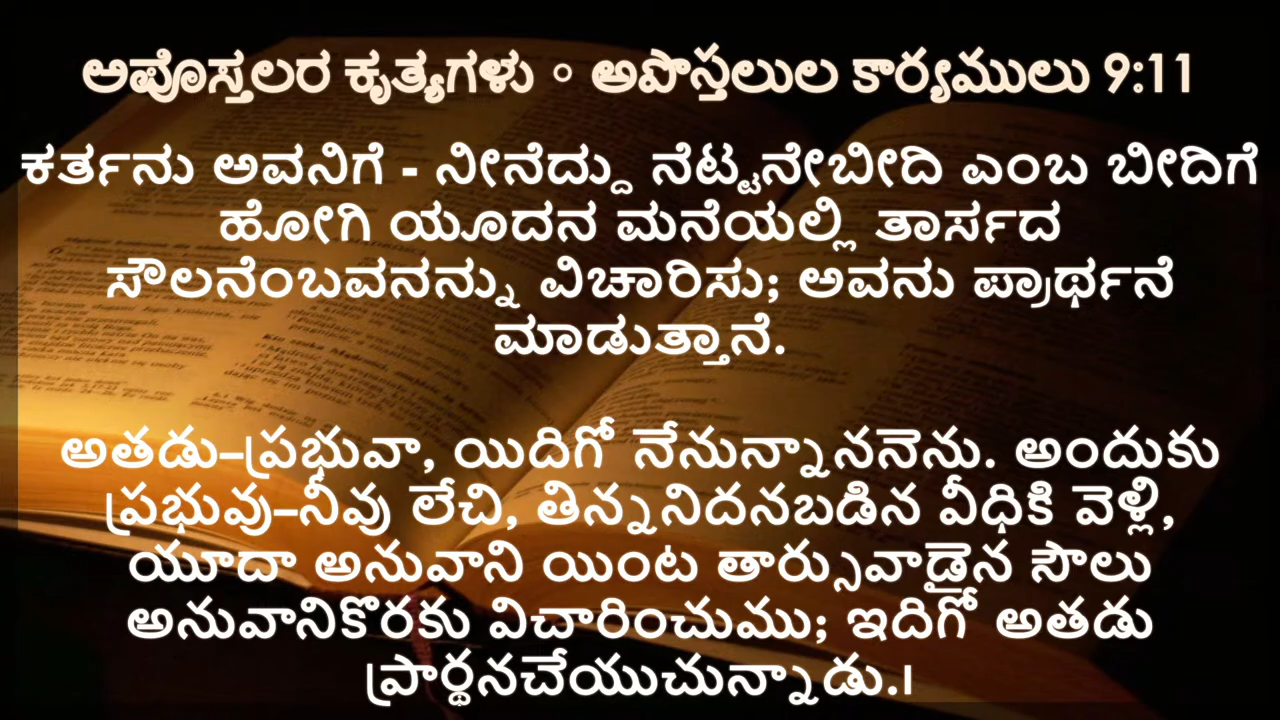 ಅಪೊಸ್ತಲರ ಕೃತ್ಯಗಳು ◦ అపొస్తలుల కార్యములు 9:11
ಕರ್ತನು ಅವನಿಗೆ - ನೀನೆದ್ದು ನೆಟ್ಟನೇಬೀದಿ ಎಂಬ ಬೀದಿಗೆ
ಹೋಗಿ ಯೂದನ ಮನೆಯಲ್ಲಿ ತಾರ್ಸದ
ಸೌಲನೆಂಬವನನ್ನು ವಿಚಾರಿಸು; ಅವನು ಪ್ರಾರ್ಥನೆ
ಮಾಡುತ್ತಾನೆ.
అతడు–ప్రభువా, యిదిగో నేనున్నాననెను. అందుకు
ప్రభువు–నీవు లేచి, తిన్ననిదనబడిన వీధికి వెళ్లి,
యూదా అనువాని యింట తార్సువాడైన సౌలు
అనువానికొరకు విచారించుము; ఇదిగో అతడు
ప్రార్థనచేయుచున్నాడు.।